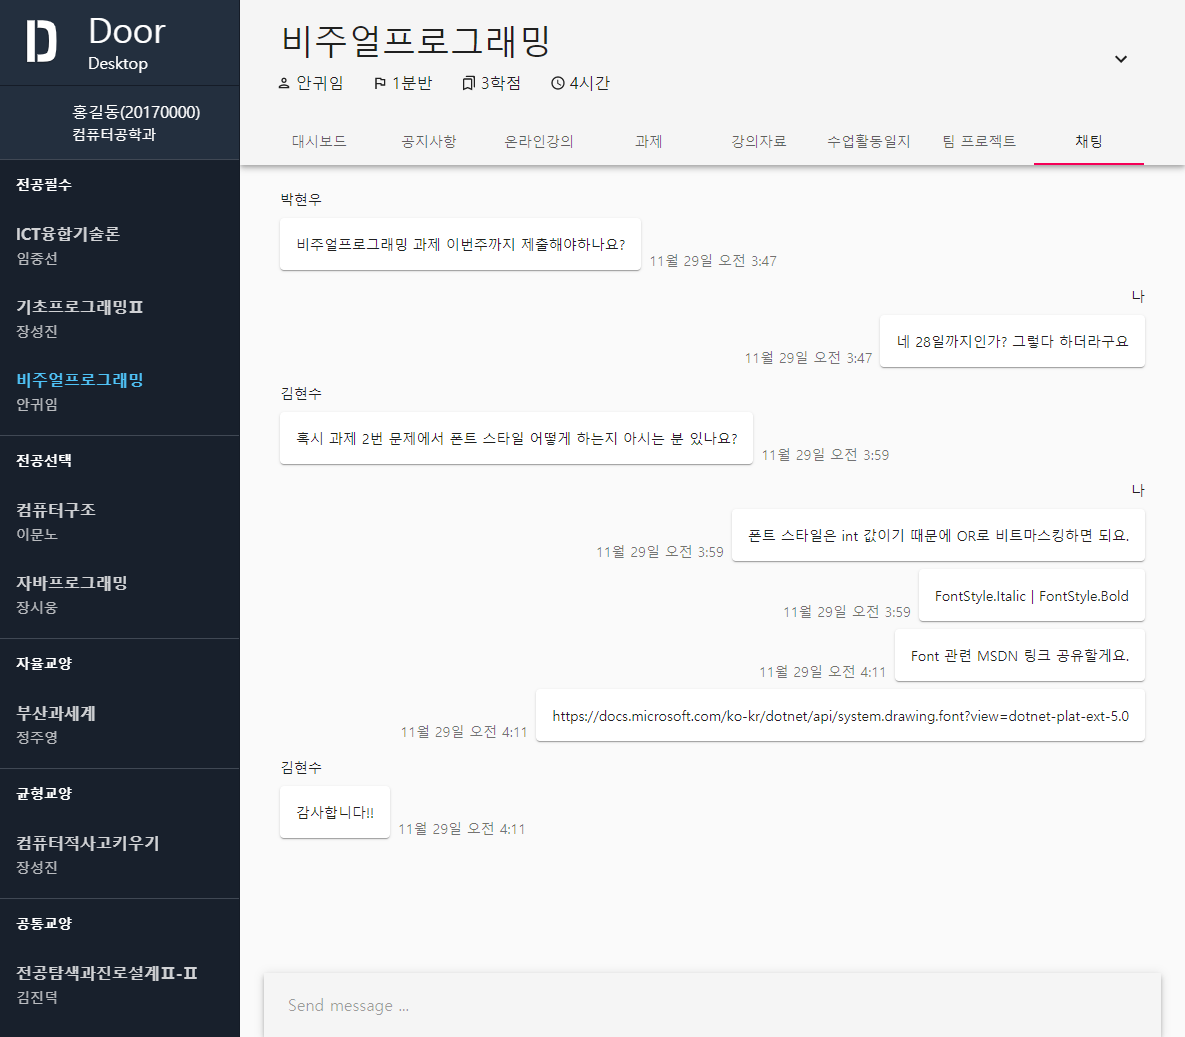 Door
Desktop
홍길동(20170000)
컴퓨터공학과
전공필수
ICT융합기술론
임중선
기초프로그래밍Ⅱ
장성진
비주얼프로그래밍
안귀임
전공선택
컴퓨터구조
이문노
자바프로그래밍
장시웅
자율교양
부산과세계
정주영
균형교양
컴퓨터적사고키우기
장성진
공통교양
전공탐색과진로설계Ⅱ-Ⅱ
김진덕
비주얼프로그래밍
안귀임 1분반 3학점 4시간
대시보드 공지사항 온라인강의 과제 강의자료 수업활동일지 팀 프로젝트 채팅
박현우
비주얼프로그래밍 과제 이번주까지 제출해야하나요?
11월 29일 오전 3:47
나
11월 29일 오전 3:47
네 28일까지인가? 그렇다 하더라구요
김현수
혹시 과제 2번 문제에서 폰트 스타일 어떻게 하는지 아시는 분 있나요?
11월 29일 오전 3:59
나
11월 29일 오전 3:59
폰트 스타일은 int 값이기 때문에 OR로 비트마스킹하면 되요.
11월 29일 오전 3:59
FontStyle.Italic | FontStyle.Bold
11월 29일 오전 4:11
Font 관련 MSDN 링크 공유할게요.
11월 29일 오전 4:11
https://docs.microsoft.com/ko-kr/dotnet/api/system.drawing.font?view=dotnet-plat-ext-5.0
김현수
감사합니다!!
11월 29일 오전 4:11
Send message ...